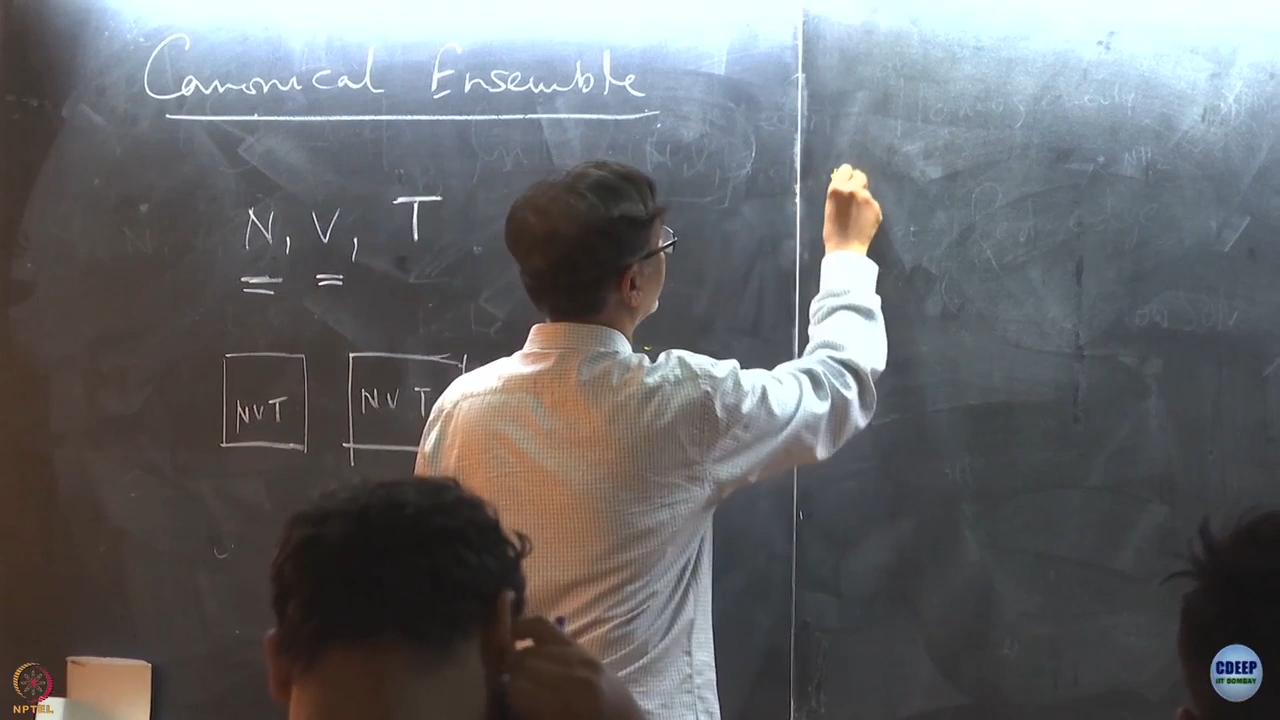 Canonical Ensemble
N, V, T
NVT NVT
NPTEL
CDEEP
IIT BOMBAY